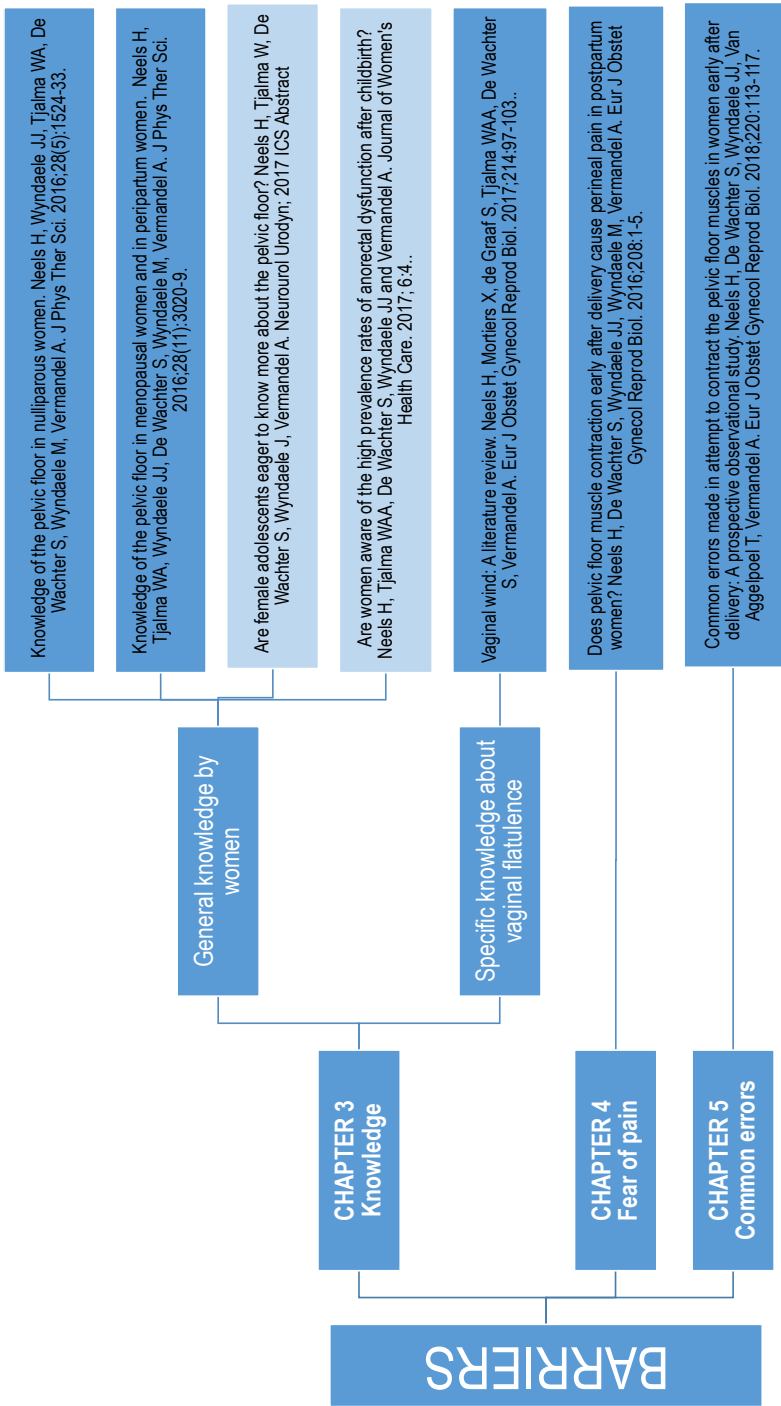 BARRIERS
CHAPTER 3
Knowledge
General knowledge by
women
Knowledge of the pelvic floor in nulliparous women. Neels H, Wyndaele JJ, Tjalma WA, De
Wachter S, Wyndaele M, Vermandel A. J Phys Ther Sci. 2016;28(5):1524-33.
Knowledge of the pelvic floor in menopausal women and in peripartum women. Neels H,
Tjalma WA, Wyndaele JJ, De Wachter S, Wyndaele M, Vermandel A. J Phys Ther Sci.
2016;28(11):3020-9.
Are female adolescents eager to know more about the pelvic floor? Neels H, Tjalma W, De
Wachter S, Wyndaele J, Vermandel A. Neurourol Urodyn; 2017 ICS Abstract
Are women aware of the high prevalence rates of anorectal dysfunction after childbirth?
Neels H, Tjalma WAA, De Wachter S, Wyndaele JJ and Vermandel A. Journal of Women's
Health Care. 2017; 6:4..
Specific knowledge about
vaginal flatulence
Vaginal wind: A literature review. Neels H, Mortiers X, de Graaf S, Tjalma WAA, De Wachter
S, Vermandel A. Eur J Obstet Gynecol Reprod Biol. 2017;214:97-103..
CHAPTER 4
Fear of pain
Does pelvic floor muscle contraction early after delivery cause perineal pain in postpartum
women? Neels H, De Wachter S, Wyndaele JJ, Wyndaele M, Vermandel A. Eur J Obstet
Gynecol Reprod Biol. 2016;208:1-5.
CHAPTER 5
Common errors
Common errors made in attempt to contract the pelvic floor muscles in women early after
delivery: A prospective observational study. Neels H, De Wachter S, Wyndaele JJ, Van
Aggelpoel T, Vermandel A. Eur J Obstet Gynecol Reprod Biol. 2018;220:113-117.